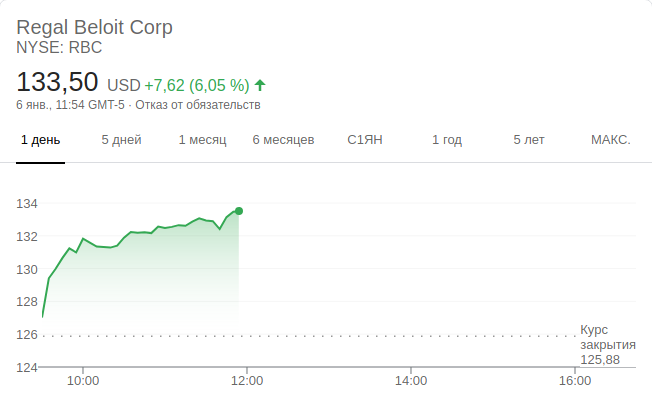 Regal Beloit Corp
NYSE: RBC
133,50 USD +7,62 (6,05 %)
6 янв., 11:54 GMT-5 · Отказ от обязательств
1 день 5 дней 1 месяц 6 месяцев С1ЯН 1 год 5 лет МАКС.
134
132
130
128
126
Курс
закрытия
125,88
124
10:00 12:00 14:00 16:00